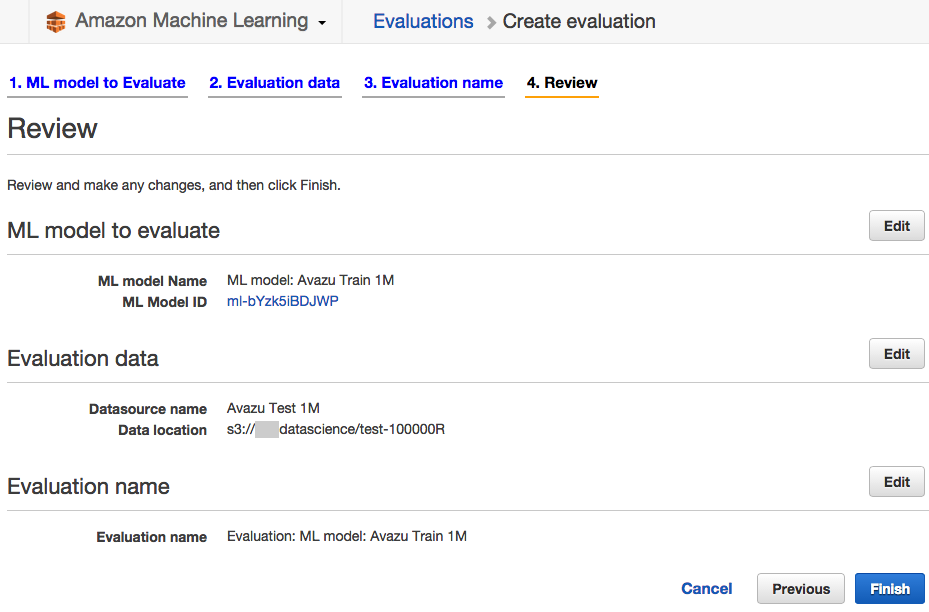 Amazon Machine Learning Evaluations > Create evaluation
1. ML model to Evaluate 2. Evaluation data 3. Evaluation name 4. Review
Review
Review and make any changes, and then click Finish.
ML model to evaluate Edit
ML model Name ML model: Avazu Train 1M
ML Model ID ml-bYzk5iBDJWP
Evaluation data Edit
Datasource name Avazu Test 1M
Data location s3:// datascience/test-100000R
Evaluation name Edit
Evaluation name Evaluation: ML model: Avazu Train 1M
Cancel Previous Finish